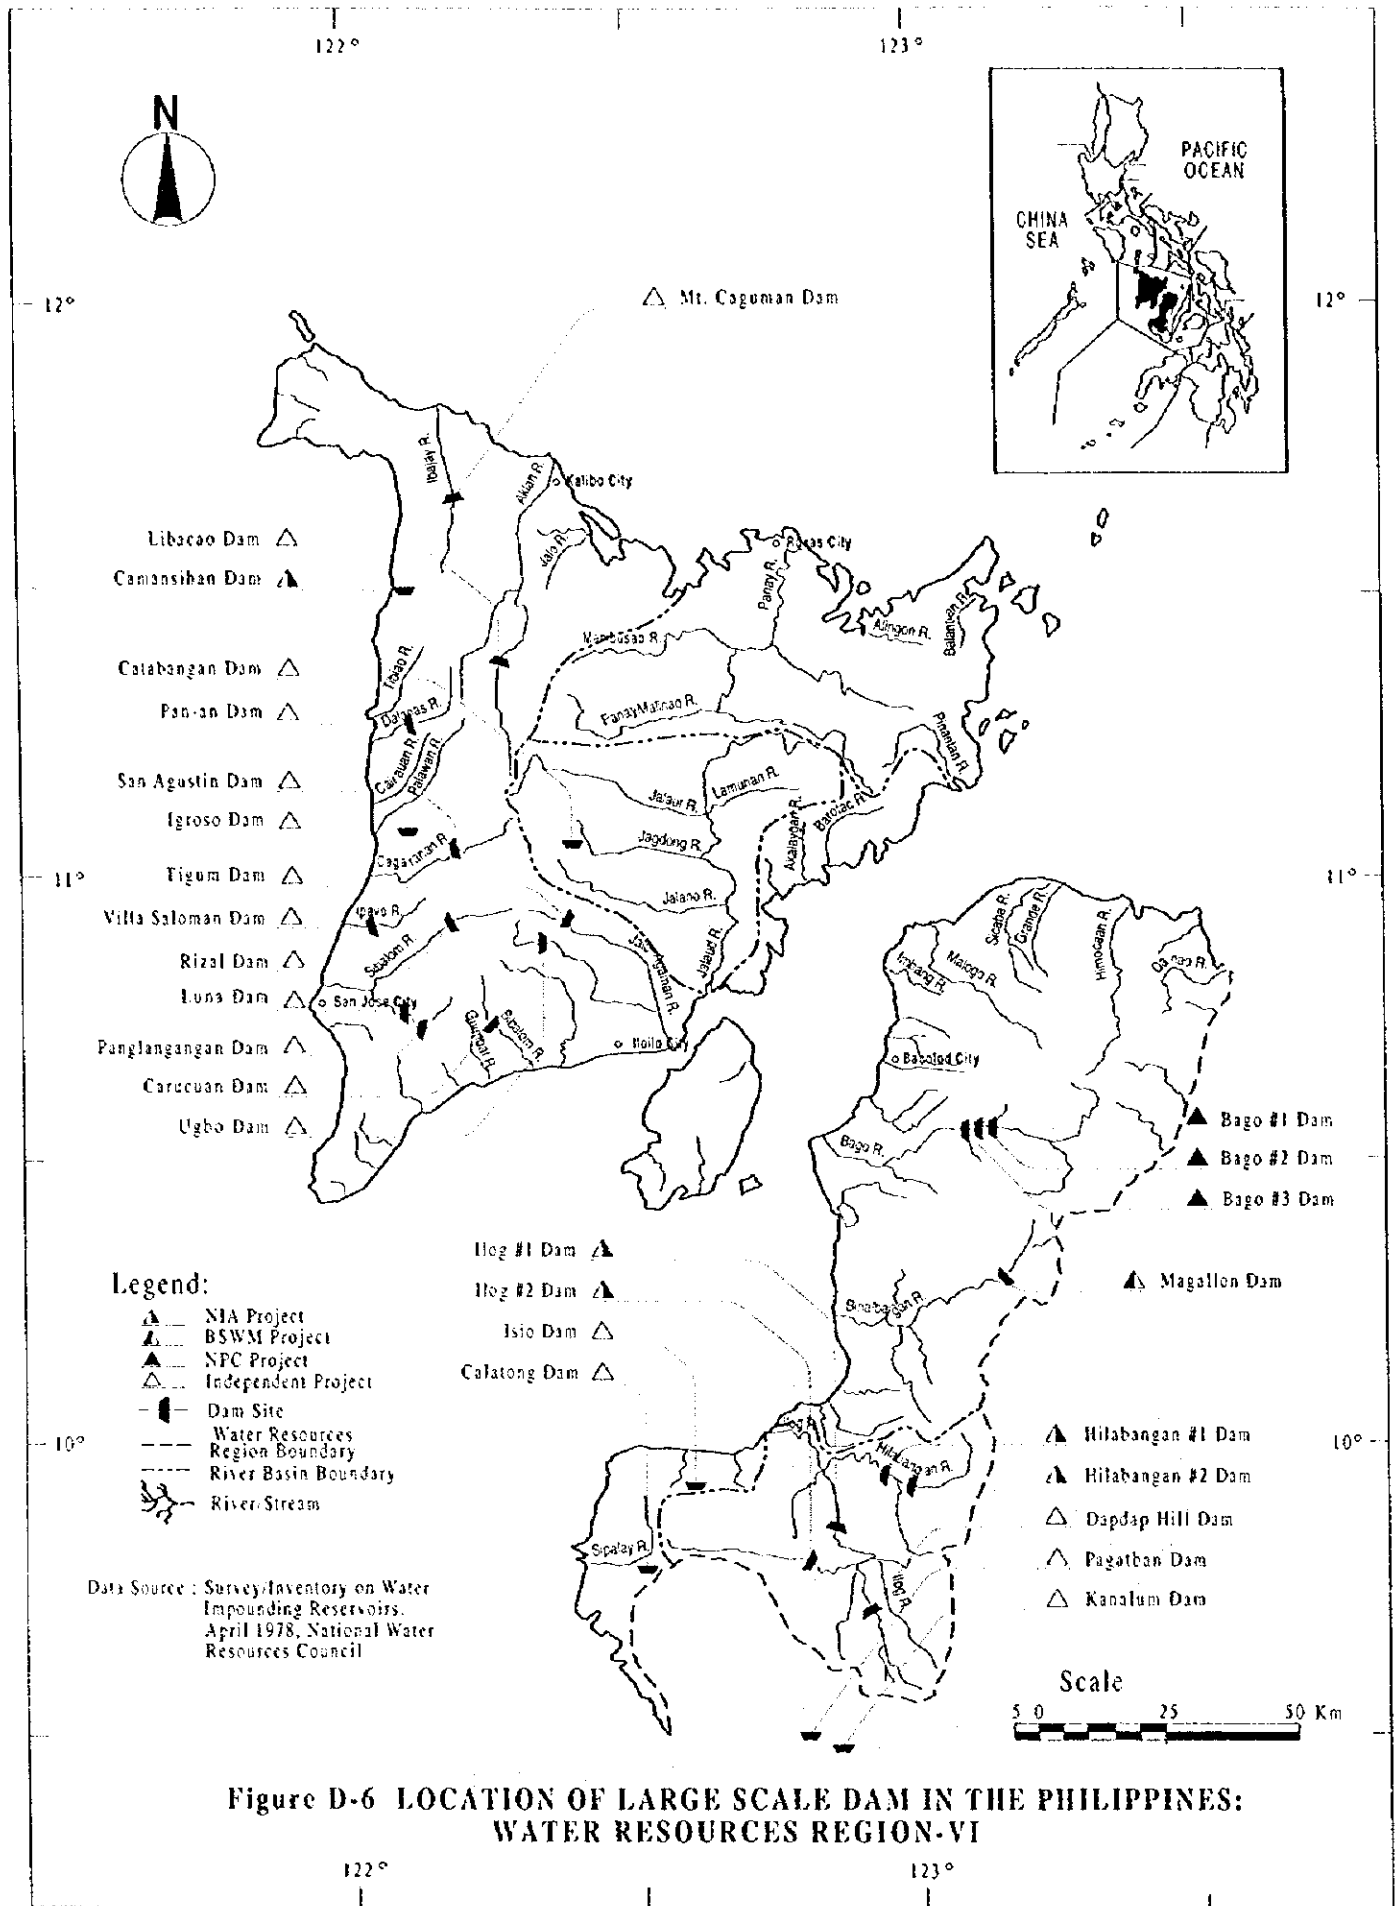 122°
123°
N
PACIFIC
OCEAN
CHINA
SEA
12°
12°
Mt. Caguman Dam
Ibajay R.
Aklan R.
Kalibo City
Libacao Dam
Jalo R.
Roxas City
Camansihan Dam
Panay R.
Mambusao R.
Alingon R.
Balantian R.
Tibiao R.
Catabangan Dam
Dalanas R.
Pan-an Dam
Panay/Matinao R.
Pinantan R.
Cairauan R.
Palawan R.
San Agustin Dam
Lamunan R.
Jalaur R.
Igroso Dam
Barotac R.
Jagdong R.
Cagaranan R.
11°
11°
Tigum Dam
Jalano R.
Villa Saloman Dam
Sibalom R.
Sicaba R.
Grande R.
Himocaan R.
Rizal Dam
Jalaud R.
Malogo R.
Imbang R.
Luna Dam
San Jose City
Aganan R.
Sibalom R.
Panglangangan Dam
Iloilo City
Bacolod City
Carucuan Dam
Ugbo Dam
Bago R.
Bago #1 Dam
Bago #2 Dam
Bago #3 Dam
Ilog #1 Dam
Ilog #2 Dam
Isio Dam
Calatong Dam
Magallon Dam
Legend:
NIA Project
BSWM Project
NPC Project
Independent Project
Dam Site
Water Resources
Region Boundary
River Basin Boundary
River/Stream
10°
10°
Hilabangan R.
Hilabangan #1 Dam
Hilabangan #2 Dam
Dapdap Hill Dam
Pagatban Dam
Kanalum Dam
Sipalay R.
Data Source : Survey/Inventory on Water
Impounding Reservoirs.
April 1978, National Water
Resources Council
Scale
5 0 25 50 Km
Figure D-6 LOCATION OF LARGE SCALE DAM IN THE PHILIPPINES:
WATER RESOURCES REGION-VI
122°
123°